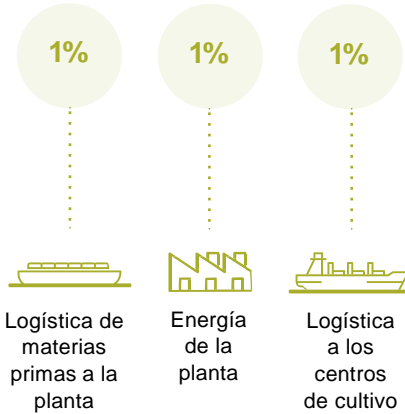 1%
1%
1%
Logística de
materias
primas a la
planta
Energía
de la
planta
Logística
a los
centros
de cultivo